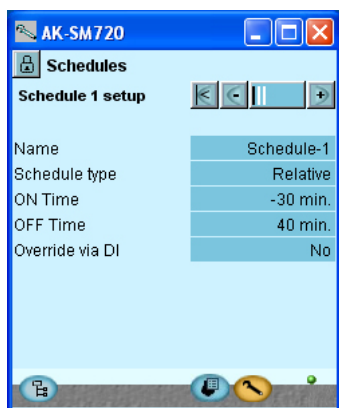 AK-SM720
Schedules
Schedule 1 setup
Name Schedule-1
Schedule type Relative
ON Time -30 min.
OFF Time 40 min.
Override via DI No